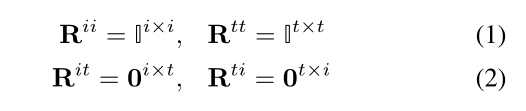 R^{ii} = 𝕀^{i×i}, R^{tt} = 𝕀^{t×t} (1)
R^{it} = 0^{i×t}, R^{ti} = 0^{t×i} (2)